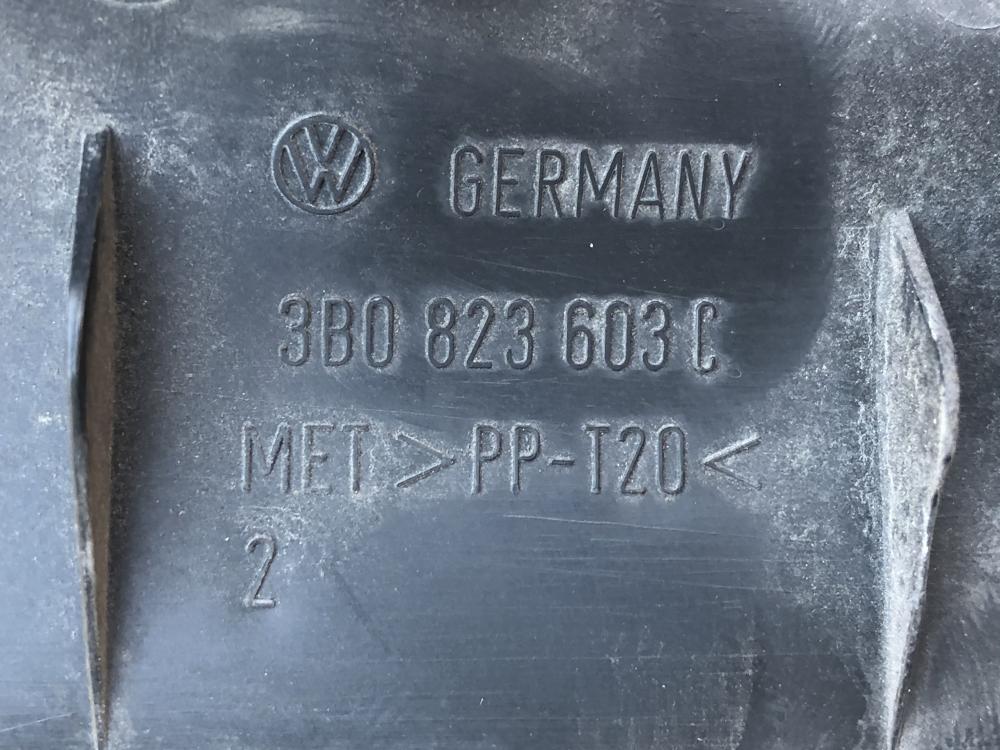 GERMANY
3B0 823 603 C
MET >PP-T20<
2